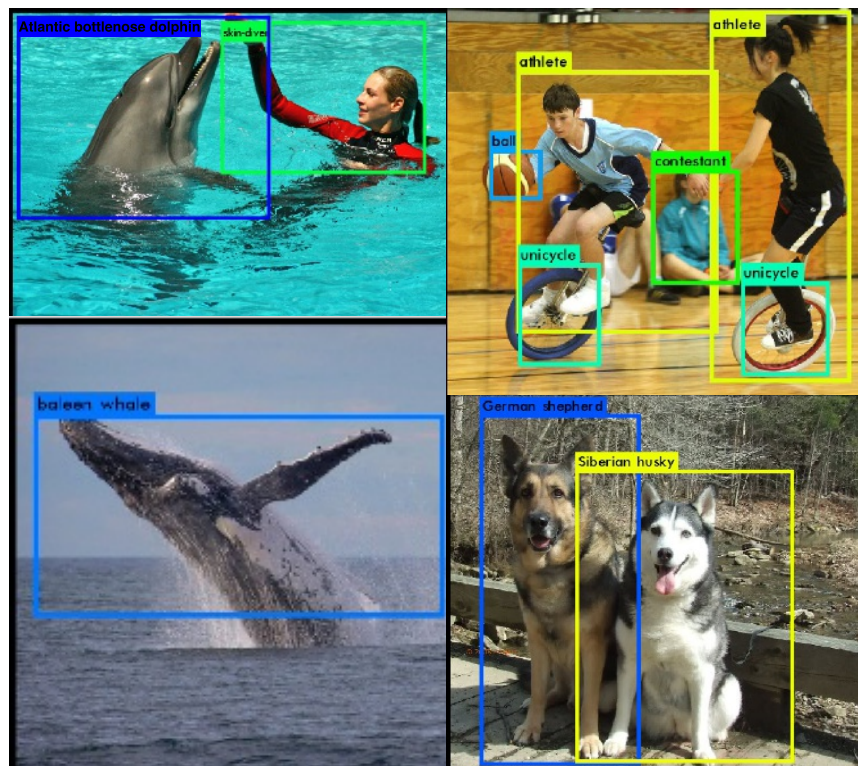 Atlantic bottlenose dolphin
skin-diver
athlete
athlete
ball
contestant
unicycle
unicycle
baleen whale
German shepherd
Siberian husky